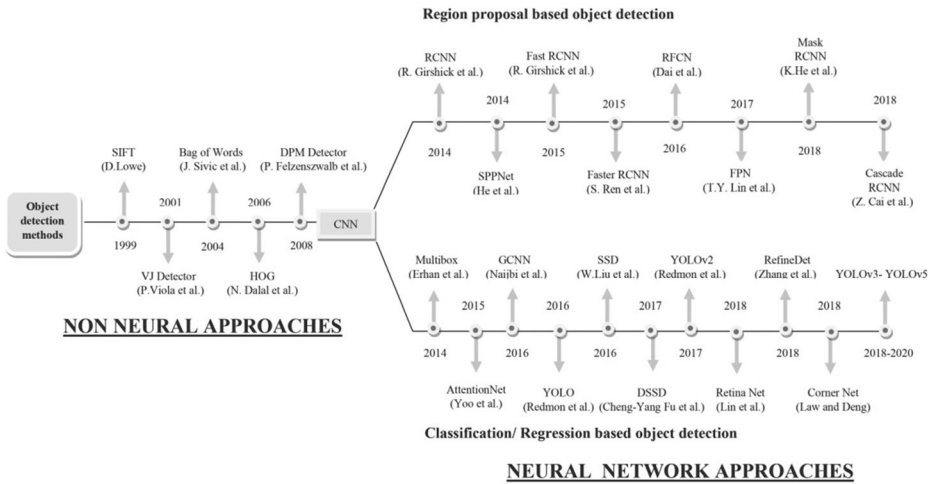 Region proposal based object detection
RCNN
(R. Girshick et al.)
2014
2014
SPPNet
(He et al.)
Fast RCNN
(R. Girshick et al.)
2015
2015
Faster RCNN
(S. Ren et al.)
RFCN
(Dai et al.)
2016
2017
FPN
(T.Y. Lin et al.)
Mask
RCNN
(K.He et al.)
2018
2018
Cascade
RCNN
(Z. Cai et al.)
Object
detection
methods
SIFT
(D.Lowe)
1999
2001
VJ Detector
(P.Viola et al.)
Bag of Words
(J. Sivic et al.)
2004
2006
HOG
(N. Dalal et al.)
DPM Detector
(P. Felzenszwalb et al.)
2008
CNN
NON NEURAL APPROACHES
Multibox
(Erhan et al.)
2014
2015
AttentionNet
(Yoo et al.)
GCNN
(Naijbi et al.)
2016
2016
YOLO
(Redmon et al.)
SSD
(W.Liu et al.)
2016
2017
DSSD
(Cheng-Yang Fu et al.)
YOLOv2
(Redmon et al.)
2017
2018
Retina Net
(Lin et al.)
RefineDet
(Zhang et al.)
2018
2018
Corner Net
(Law and Deng)
YOLOv3- YOLOv5
2018-2020
Classification/ Regression based object detection
NEURAL NETWORK APPROACHES